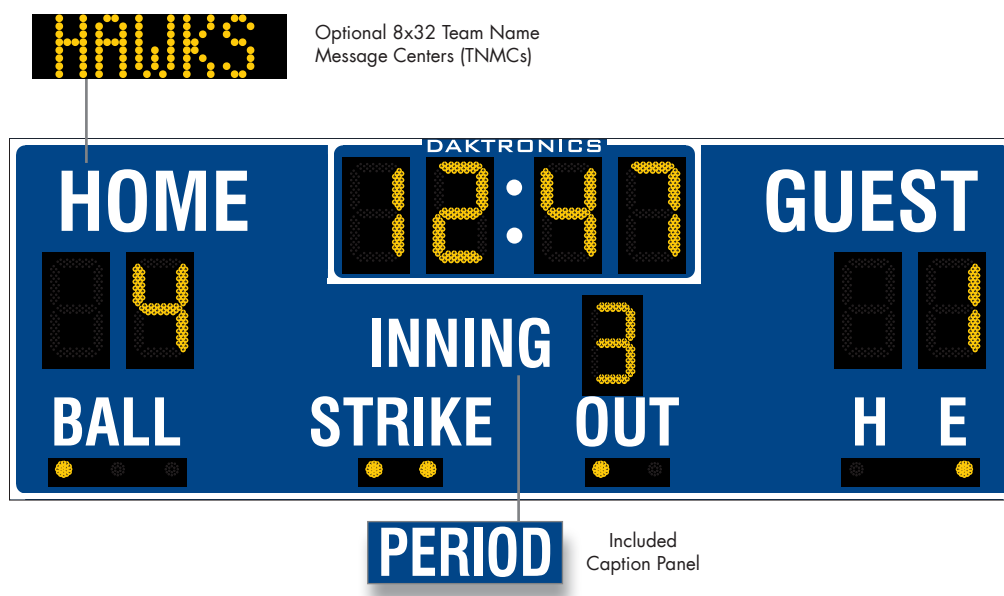 HAWKS
Optional 8x32 Team Name
Message Centers (TNMCs)
DAKTRONICS
HOME
12:47
GUEST
4
1
INNING 3
BALL STRIKE OUT H E
PERIOD
Included
Caption Panel